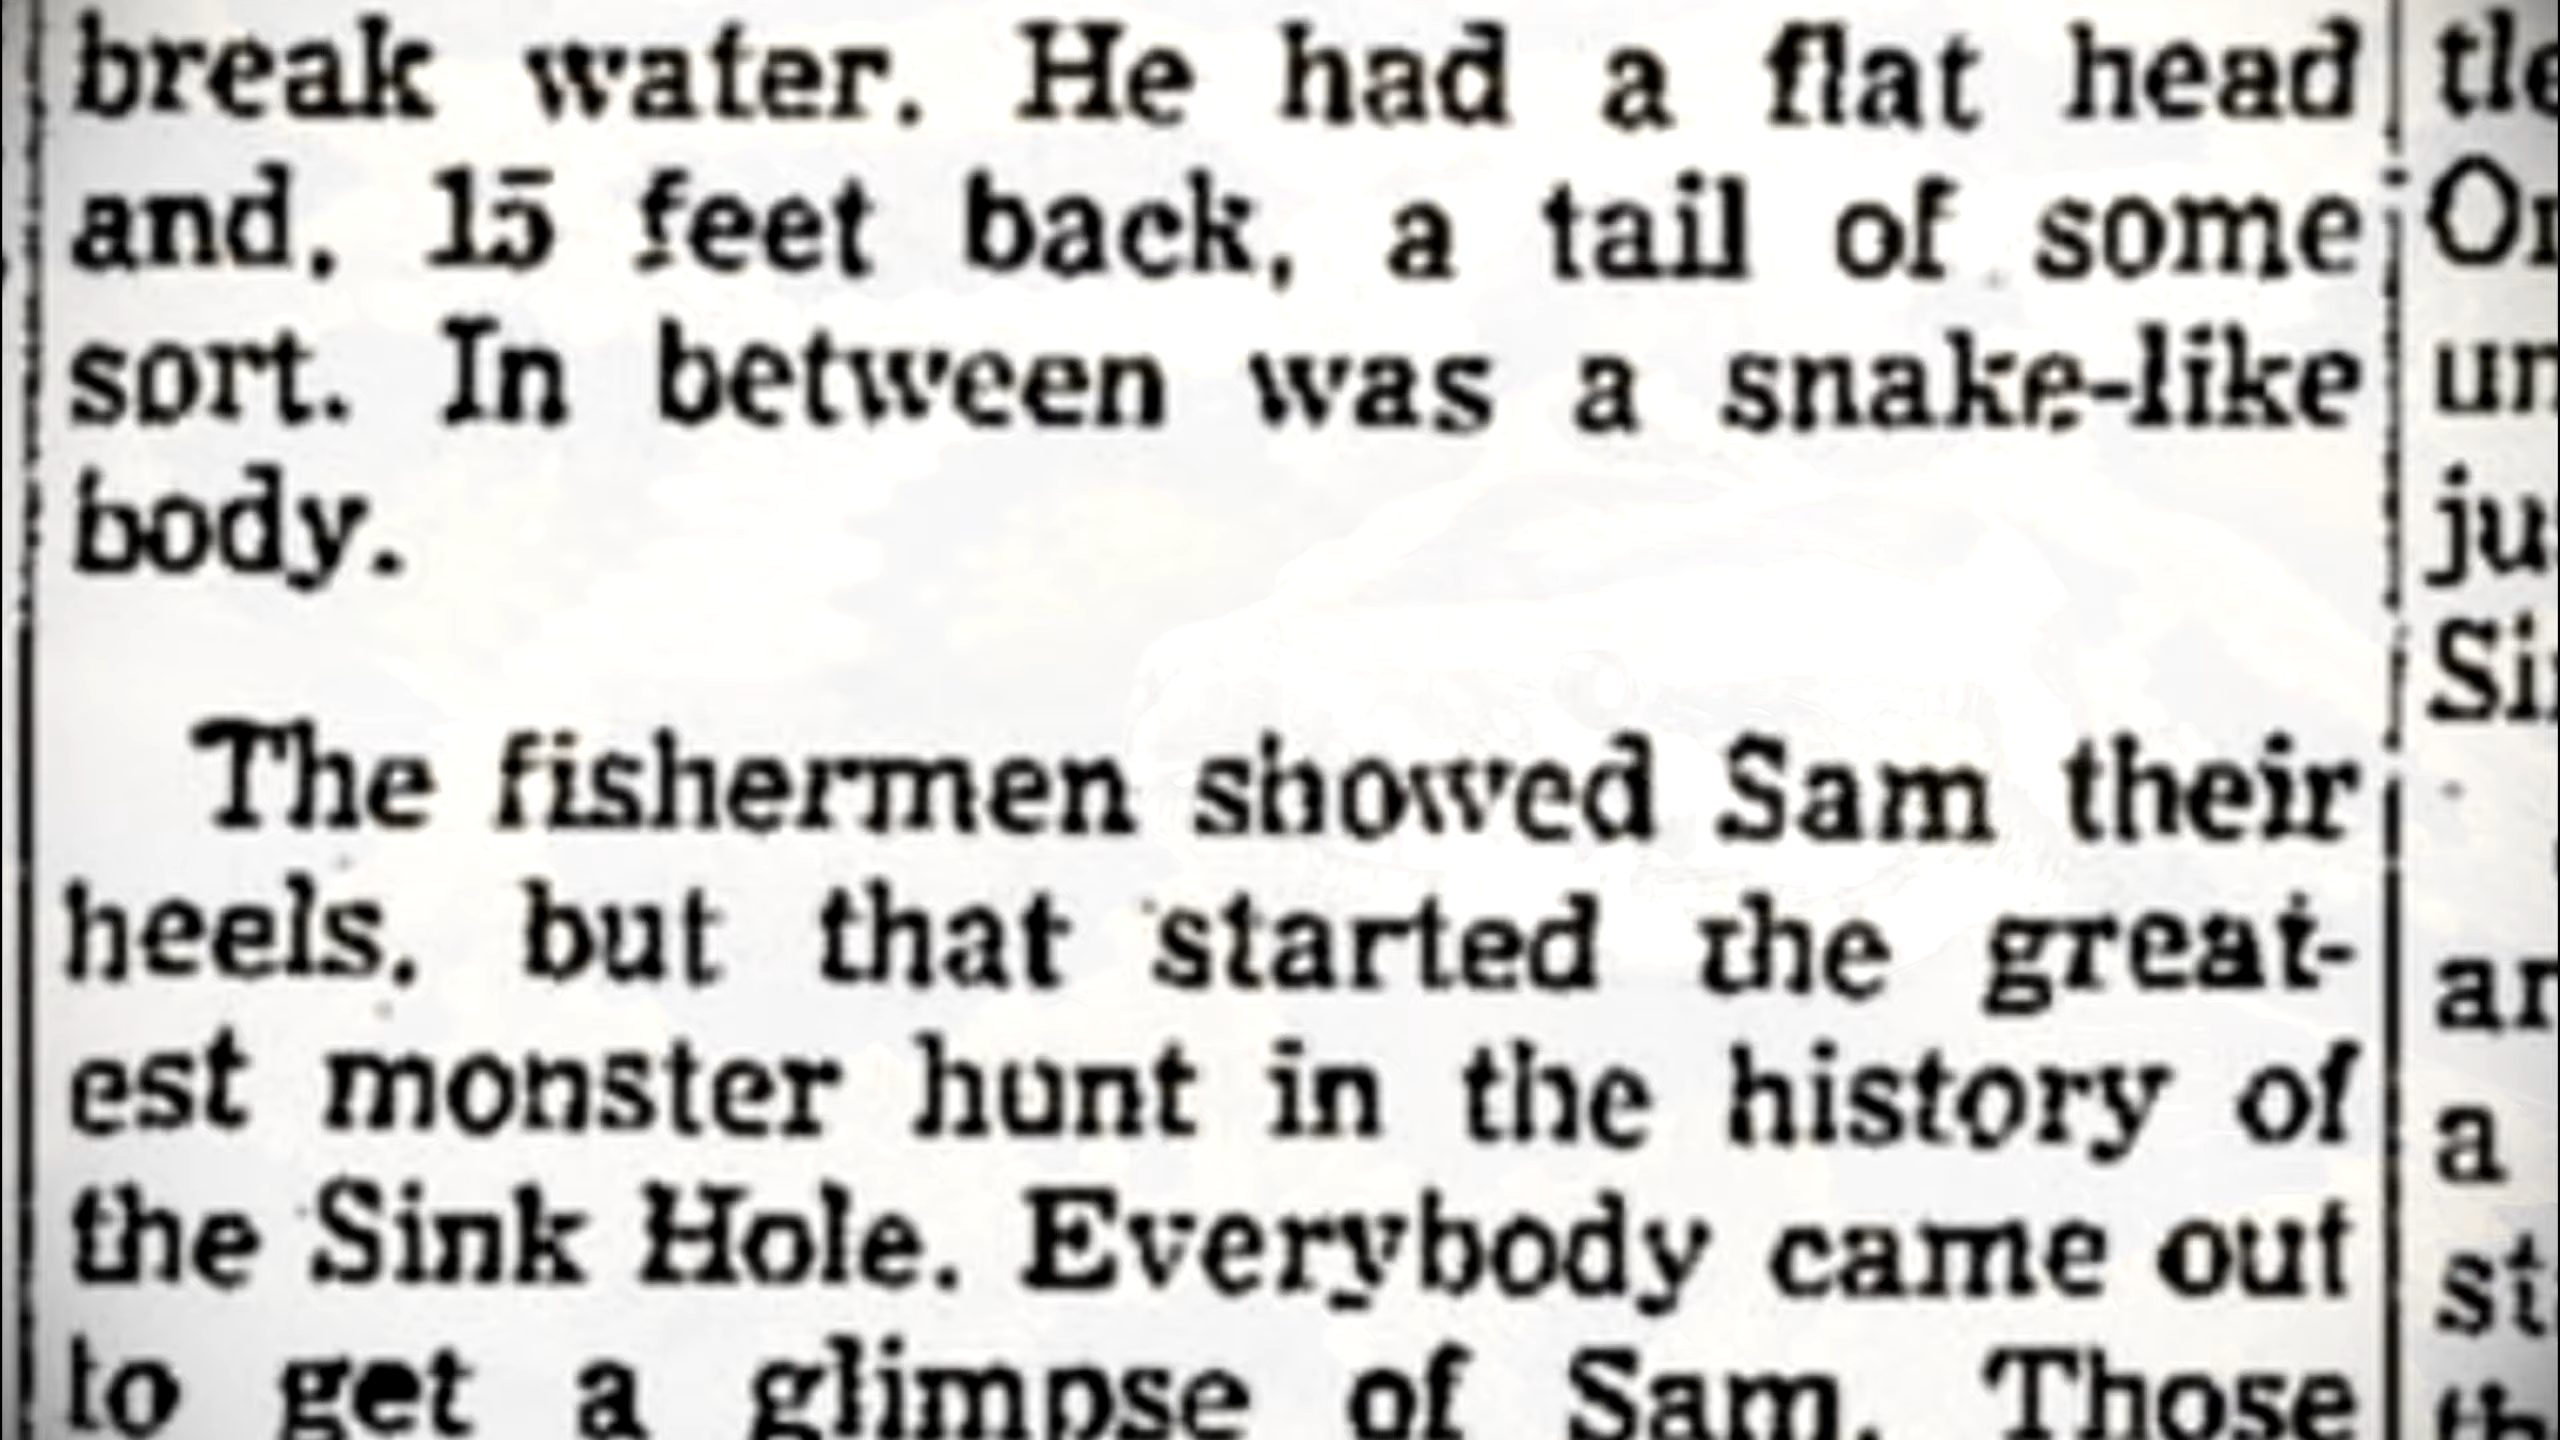 break water. He had a flat head
and, 15 feet back, a tail of some
sort. In between was a snake-like
body.
The fishermen showed Sam their
heels, but that started the great-
est monster hunt in the history of
the Sink Hole. Everybody came out
to get a glimpse of Sam. Those